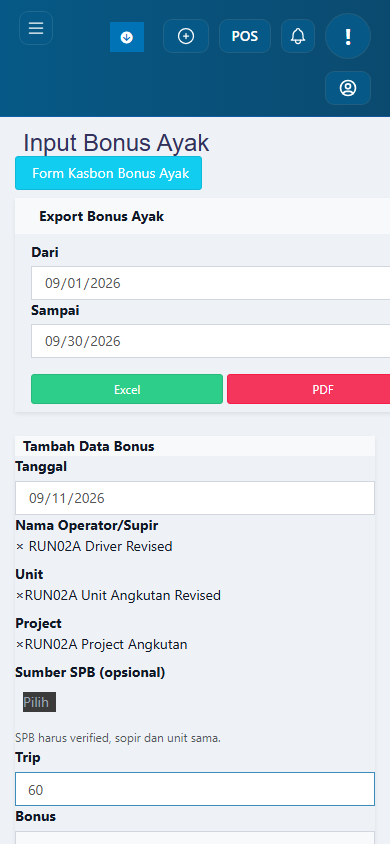 POS
!
Input Bonus Ayak
Form Kasbon Bonus Ayak
Export Bonus Ayak
Dari
09/01/2026
Sampai
09/30/2026
Excel
PDF
Tambah Data Bonus
Tanggal
09/11/2026
Nama Operator/Supir
× RUN02A Driver Revised
Unit
×RUN02A Unit Angkutan Revised
Project
×RUN02A Project Angkutan
Sumber SPB (opsional)
Pilih
SPB harus verified, sopir dan unit sama.
Trip
60
Bonus